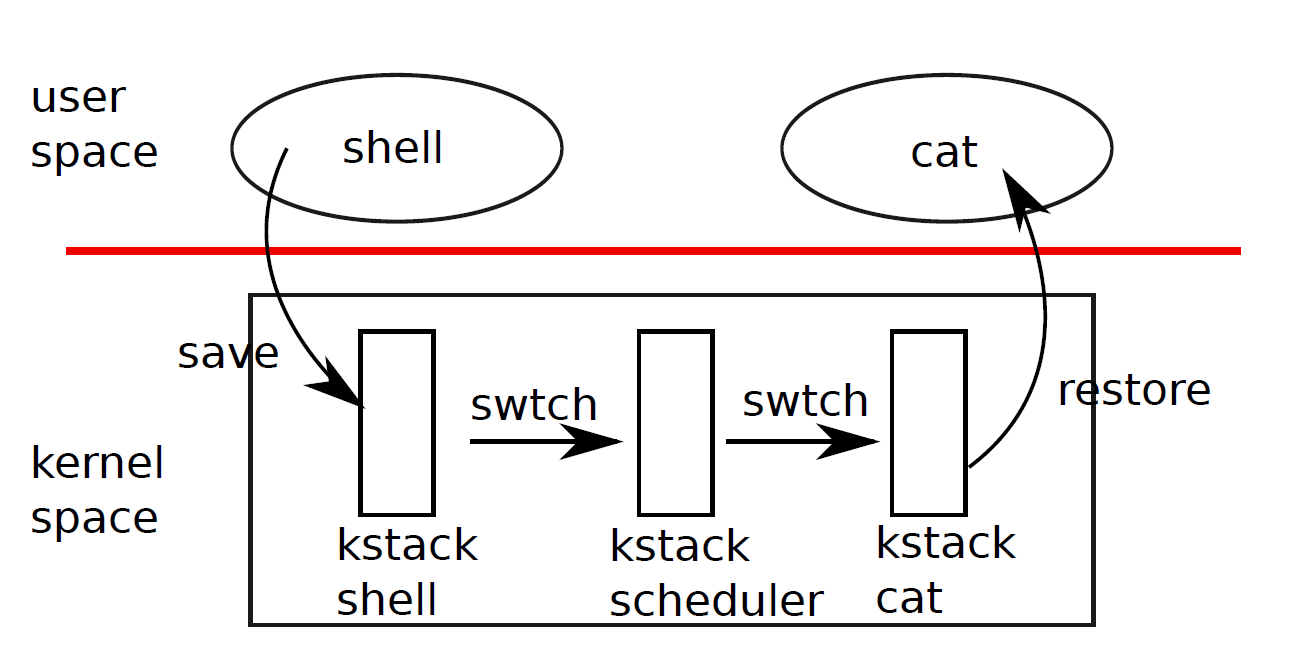 user
space
shell
cat
save
swtch
swtch
restore
kernel
space
kstack
shell
kstack
scheduler
kstack
cat